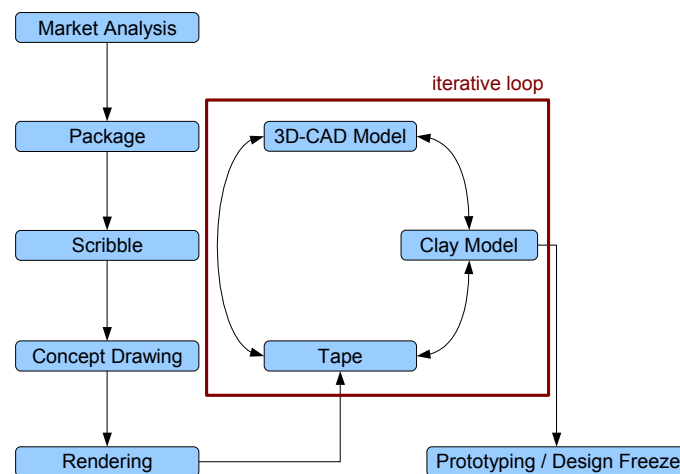 Market Analysis
iterative loop
Package
3D-CAD Model
Scribble
Clay Model
Concept Drawing
Tape
Rendering
Prototyping / Design Freeze